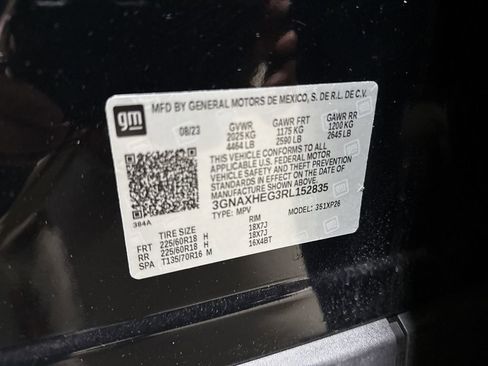 gm MFD BY GENERAL MOTORS DE MEXICO, S. DE R.L. DE C.V.
08/23 GVWR GAWR FRT GAWR RR
2025 KG 1175 KG 1200 KG
4464 LB 2590 LB 2645 LB
THIS VEHICLE CONFORMS TO ALL
APPLICABLE U.S. FEDERAL MOTOR
VEHICLE SAFETY AND THEFT PREVENTION
STANDARDS IN EFFECT ON THE DATE OF
MANUFACTURE SHOWN ABOVE.
3GNAXHEG3RL152835
384A TYPE: MPV MODEL: 351XP26
TIRE SIZE RIM
FRT 225/60R18 H 18X7J
RR 225/60R18 H 18X7J
SPA T135/70R16 M 16X4BT